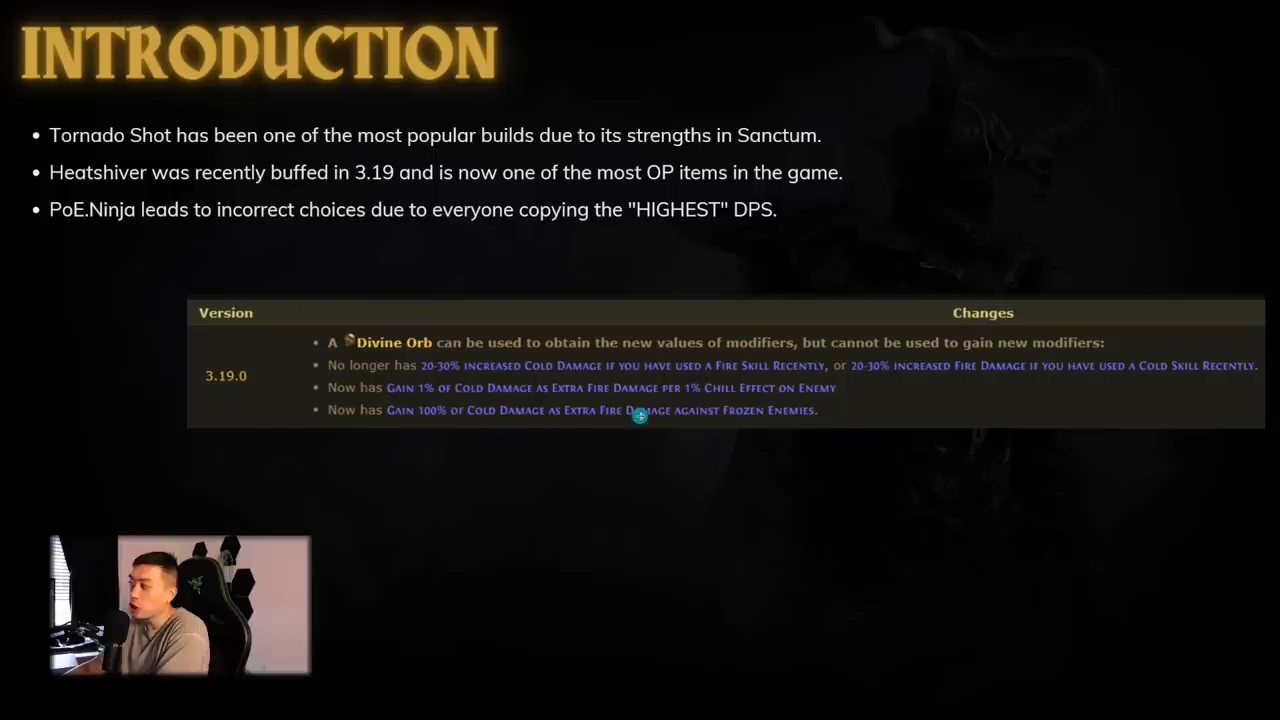 INTRODUCTION
• Tornado Shot has been one of the most popular builds due to its strengths in Sanctum.
• Heatshiver was recently buffed in 3.19 and is now one of the most OP items in the game.
• PoE.Ninja leads to incorrect choices due to everyone copying the "HIGHEST" DPS.
Version Changes
3.19.0
• A Divine Orb can be used to obtain the new values of modifiers, but cannot be used to gain new modifiers:
• No longer has 20-30% increased Cold Damage if you have used a Fire Skill Recently, or 20-30% increased Fire Damage if you have used a Cold Skill Recently.
• Now has Gain 1% of Cold Damage as Extra Fire Damage per 1% Chill Effect on Enemy
• Now has Gain 100% of Cold Damage as Extra Fire Damage against Frozen Enemies.